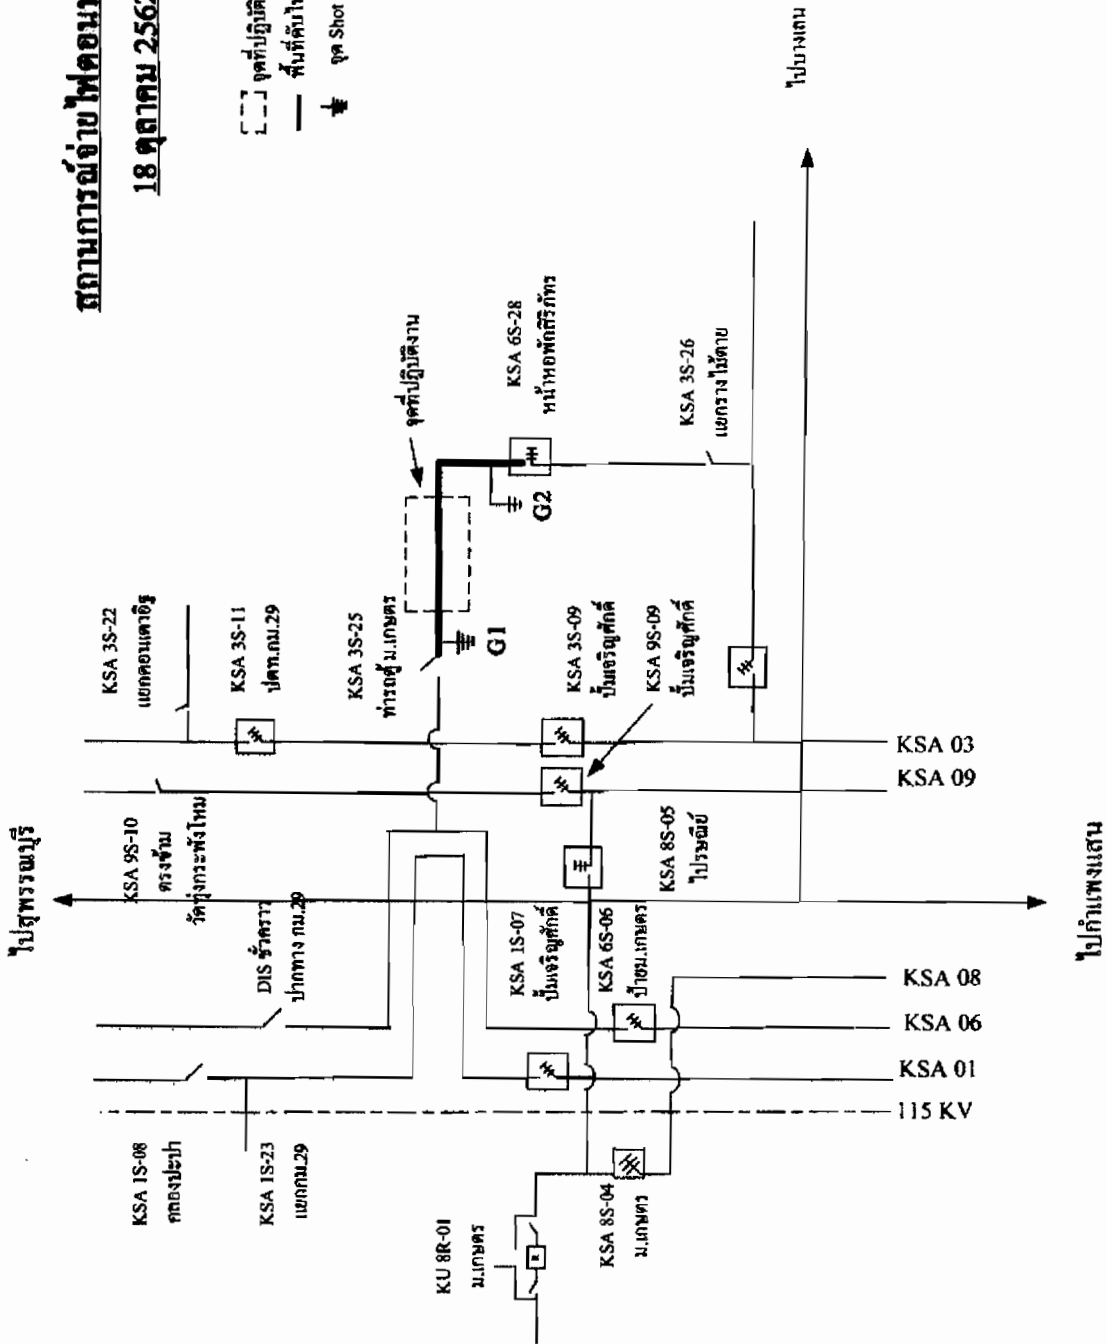 สถานการณ์จ่ายไฟตอนทำ
18 ตุลาคม 2562
จุดที่ปฏิบัติ
พื้นที่ดับไฟ
จุด Shot
ไปบางเลน
จุดที่ปฏิบัติงาน
KSA 6S-28
หน้าหอพักสิริภัทร
KSA 3S-26
แยกรางไม้ตาย
G2
G1
KSA 3S-22
แยกดอนเตาอิฐ
KSA 3S-11
ปตท.กม.29
KSA 3S-25
ท่ารถตู้ ม.เกษตร
KSA 3S-09
ปั๊มเจริญศักดิ์
KSA 9S-09
ปั๊มเจริญศักดิ์
KSA 03
KSA 09
ไปสุพรรณบุรี
KSA 9S-10
ตรงข้าม
วัดทุ่งกระพังโหม
KSA 8S-05
ไปรษณีย์
DIS ชั่วคราว
ปากทาง กม.29
KSA 1S-07
ปั๊มเจริญศักดิ์
KSA 6S-06
ป้ายม.เกษตร
ไปกำแพงแสน
KSA 08
KSA 06
KSA 01
115 KV
KSA 1S-08
คลองประปา
KSA 1S-23
แยกกม.29
KU 8R-01
ม.เกษตร
R
KSA 8S-04
ม.เกษตร